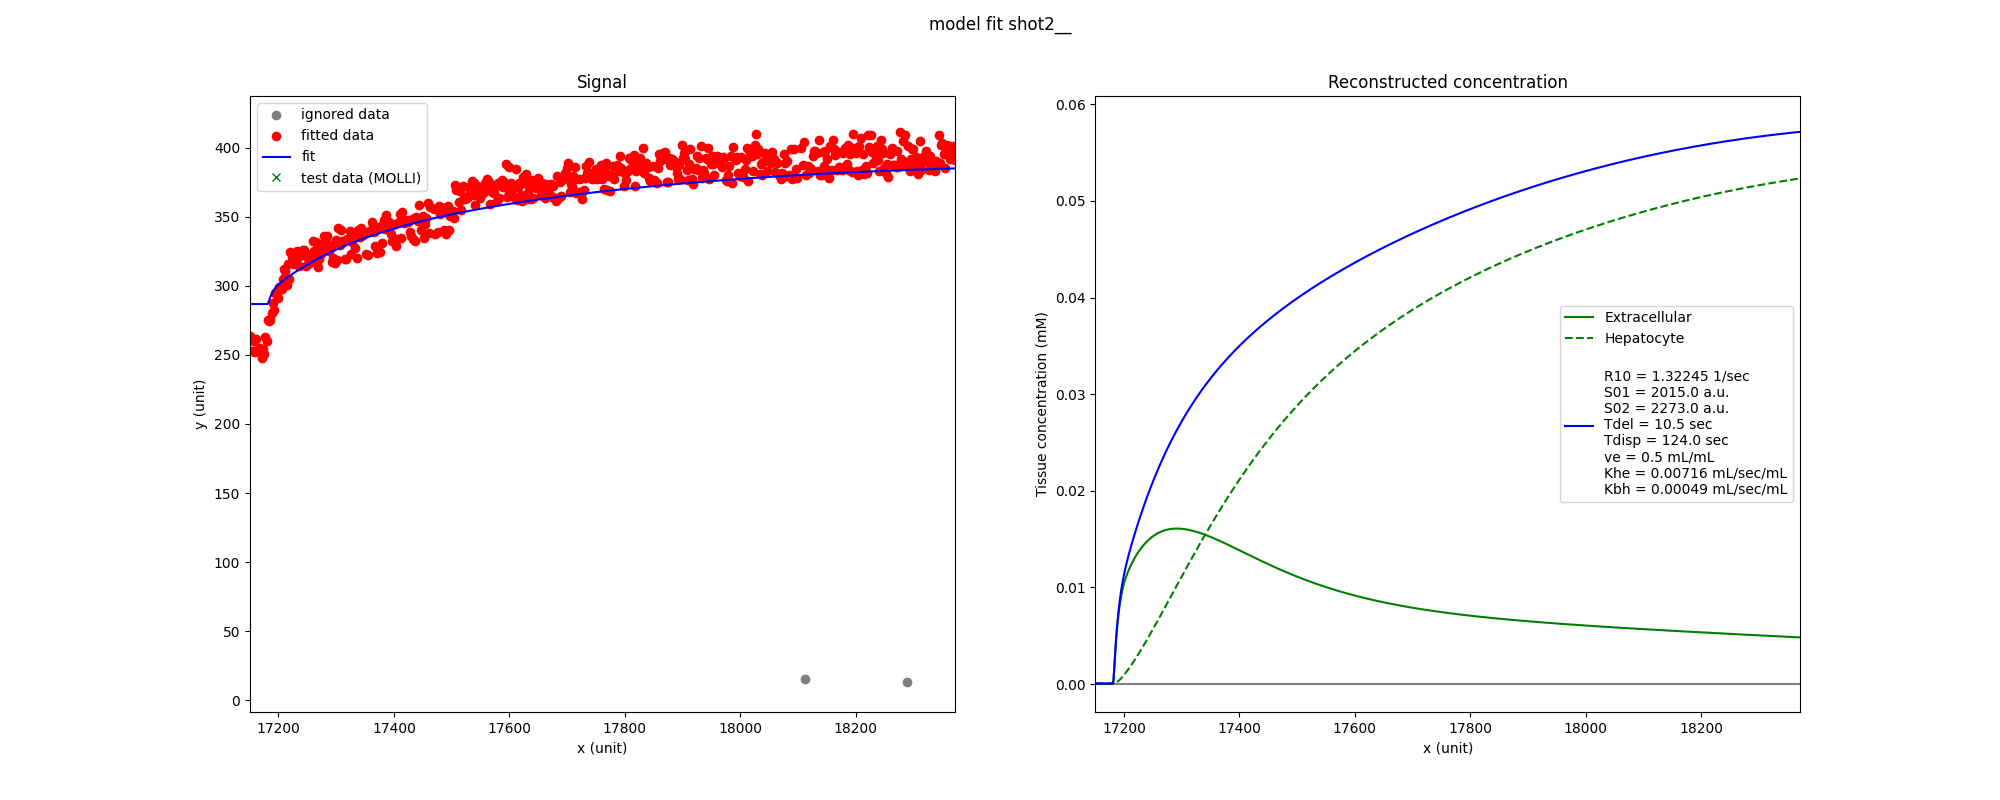 model fit shot2__
Signal
ignored data
fitted data
fit
test data (MOLLI)
400
350
300
250
200
150
100
50
0
y (unit)
17200
17400
17600
17800
18000
18200
x (unit)
Reconstructed concentration
0.06
0.05
0.04
0.03
0.02
0.01
0.00
Tissue concentration (mM)
Extracellular
Hepatocyte
R10 = 1.32245 1/sec
S01 = 2015.0 a.u.
S02 = 2273.0 a.u.
Tdel = 10.5 sec
Tdisp = 124.0 sec
ve = 0.5 mL/mL
Khe = 0.00716 mL/sec/mL
Kbh = 0.00049 mL/sec/mL
17200
17400
17600
17800
18000
18200
x (unit)